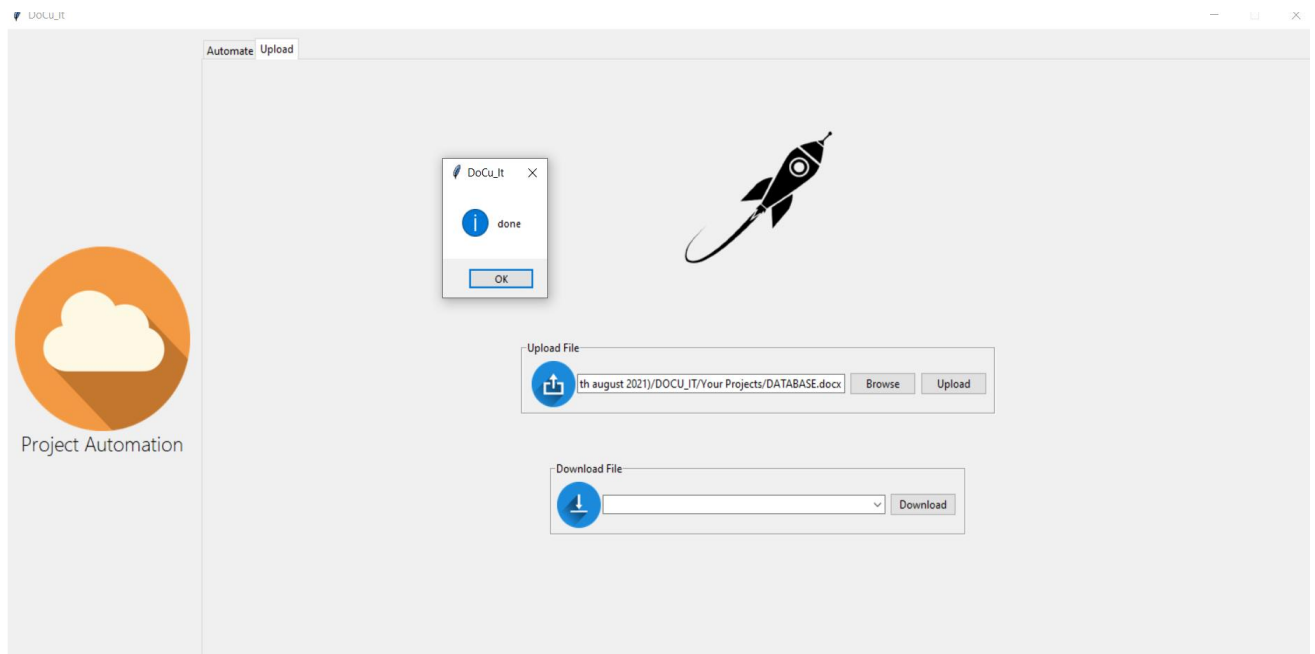 DoCu_It
Automate Upload
DoCu_It
done
OK
Upload File
th august 2021)/DOCU_IT/Your Projects/DATABASE.docx Browse Upload
Project Automation
Download File
Download